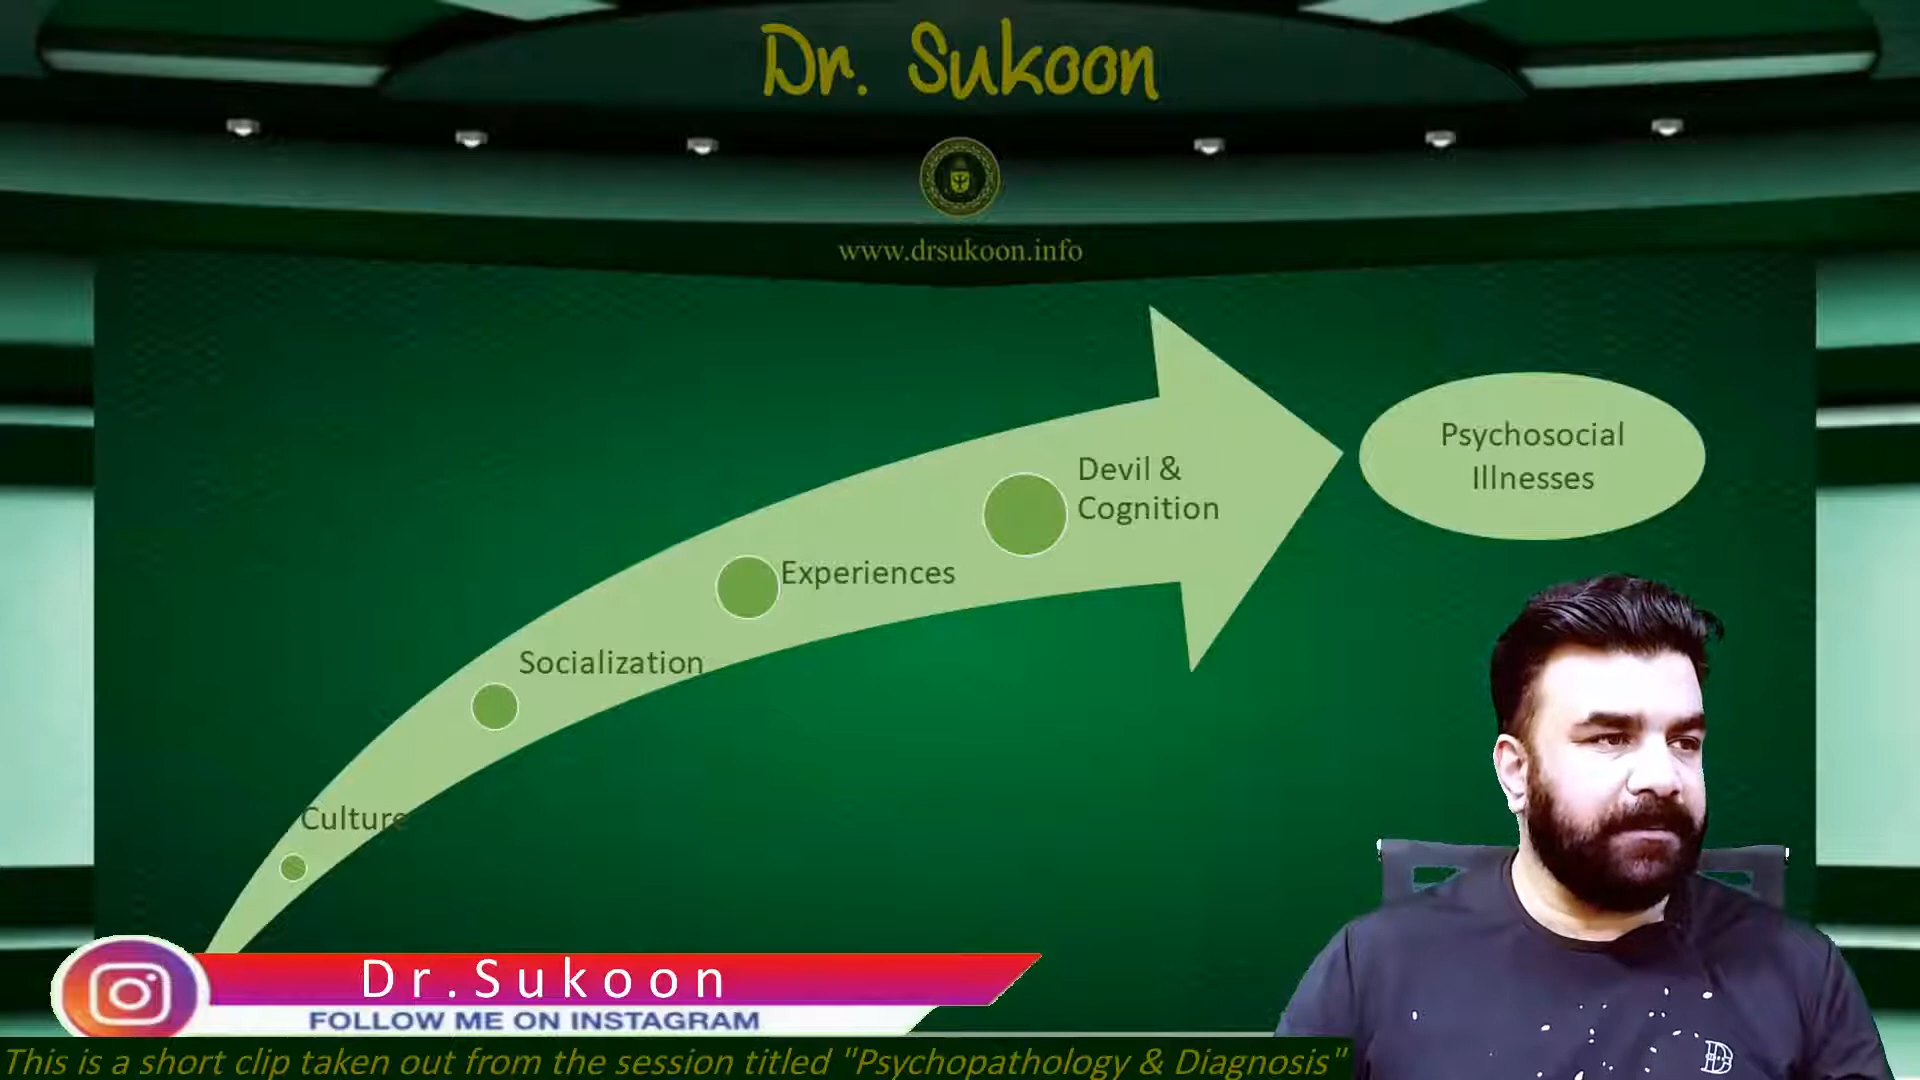 Dr. Sukoon
www.drsukoon.info
Psychosocial
Illnesses
Devil &
Cognition
Experiences
Socialization
Culture
Dr.Sukoon
FOLLOW ME ON INSTAGRAM
This is a short clip taken out from the session titled "Psychopathology & Diagnosis"